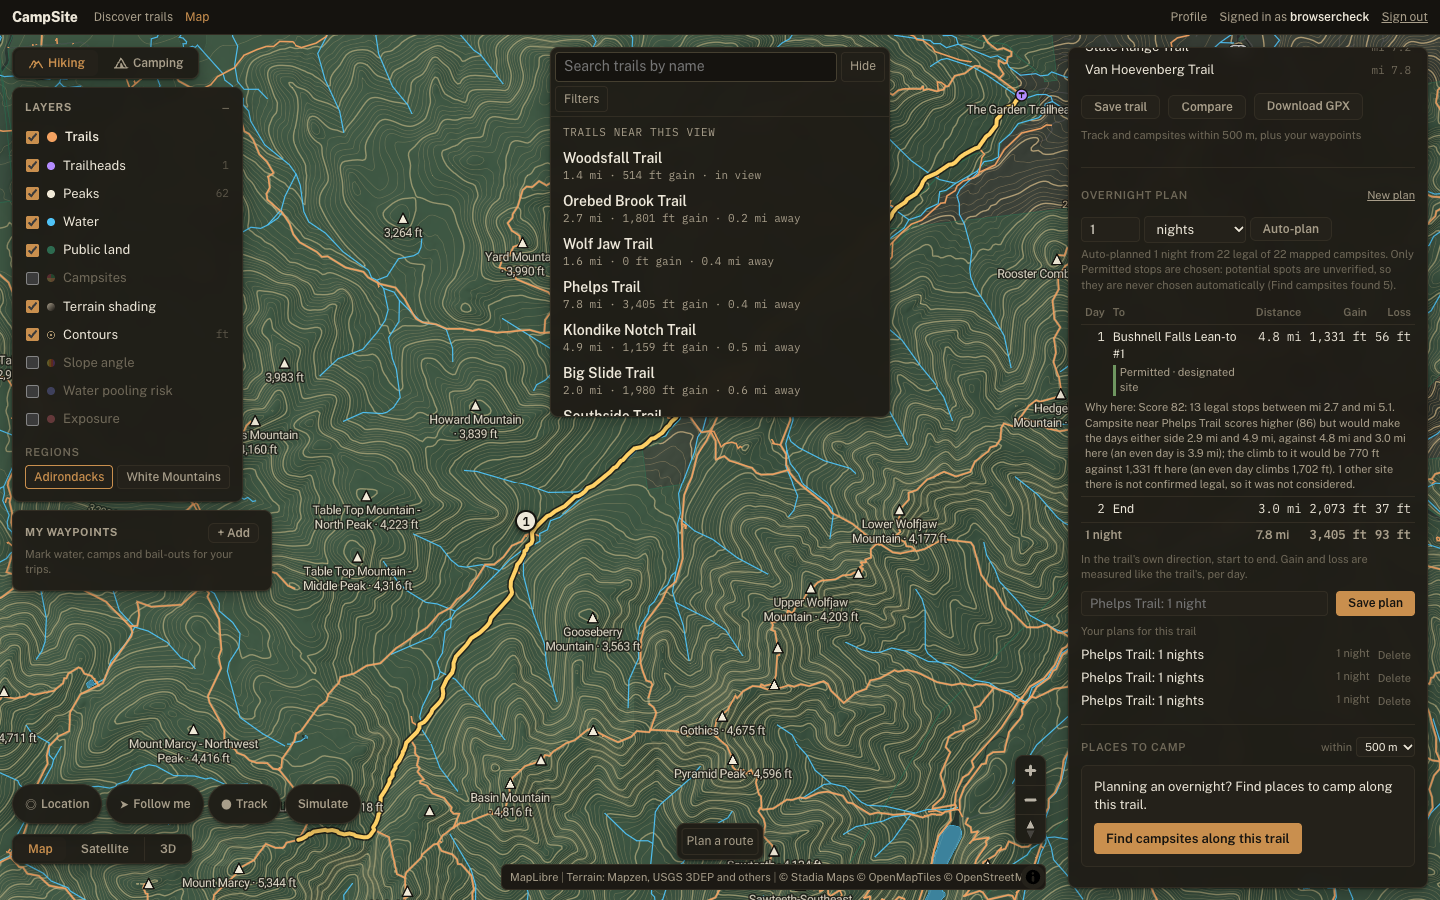 CampSite
Discover trails
Map
Profile
Signed in as browsercheck
Sign out
Hiking
Camping
LAYERS
Trails
Trailheads 1
Peaks 62
Water
Public land
Campsites
Terrain shading
Contours ft
Slope angle
Water pooling risk
Exposure
REGIONS
Adirondacks
White Mountains
MY WAYPOINTS
+ Add
Mark water, camps and bail-outs for your
trips.
Location
Follow me
Track
Simulate
Map
Satellite
3D
Search trails by name
Hide
Filters
TRAILS NEAR THIS VIEW
Woodsfall Trail
1.4 mi · 514 ft gain · in view
Orebed Brook Trail
2.7 mi · 1,801 ft gain · 0.2 mi away
Wolf Jaw Trail
1.6 mi · 0 ft gain · 0.4 mi away
Phelps Trail
7.8 mi · 3,405 ft gain · 0.4 mi away
Klondike Notch Trail
4.9 mi · 1,159 ft gain · 0.5 mi away
Big Slide Trail
2.0 mi · 1,980 ft gain · 0.6 mi away
Southside Trail
The Garden Trailhea
3,264 ft
Yard Mounta
3,990 ft
Rooster Comb
3,983 ft
Howard Mountain
· 3,839 ft
Hedge
Mountain ·
s Mountain
4,160 ft
Table Top Mountain -
North Peak · 4,223 ft
1
Lower Wolfjaw
Mountain · 4,177 ft
Table Top Mountain -
Middle Peak · 4,316 ft
Upper Wolfjaw
Mountain · 4,203 ft
Gooseberry
Mountain · 3,563 ft
4,711 ft
Mount Marcy - Northwest
Peak · 4,416 ft
Gothics · 4,675 ft
Pyramid Peak · 4,596 ft
Basin Mountain
· 4,816 ft
18 ft
Mount Marcy · 5,344 ft
Sawteeth · 4,134 ft
Sawteeth-Southeast
Plan a route
MapLibre | Terrain: Mapzen, USGS 3DEP and others | © Stadia Maps © OpenMapTiles © OpenStreetM
State Range Trail mi 7.2
Van Hoevenberg Trail mi 7.8
Save trail
Compare
Download GPX
Track and campsites within 500 m, plus your waypoints
OVERNIGHT PLAN
New plan
1
nights
Auto-plan
Auto-planned 1 night from 22 legal of 22 mapped campsites. Only
Permitted stops are chosen: potential spots are unverified, so
they are never chosen automatically (Find campsites found 5).
Day To Distance Gain Loss
1 Bushnell Falls Lean-to 4.8 mi 1,331 ft 56 ft
#1
Permitted · designated
site
Why here: Score 82: 13 legal stops between mi 2.7 and mi 5.1.
Campsite near Phelps Trail scores higher (86) but would make
the days either side 2.9 mi and 4.9 mi, against 4.8 mi and 3.0 mi
here (an even day is 3.9 mi); the climb to it would be 770 ft
against 1,331 ft here (an even day climbs 1,702 ft). 1 other site
there is not confirmed legal, so it was not considered.
2 End 3.0 mi 2,073 ft 37 ft
1 night 7.8 mi 3,405 ft 93 ft
In the trail's own direction, start to end. Gain and loss are
measured like the trail's, per day.
Phelps Trail: 1 night
Save plan
Your plans for this trail
Phelps Trail: 1 nights 1 night Delete
Phelps Trail: 1 nights 1 night Delete
Phelps Trail: 1 nights 1 night Delete
PLACES TO CAMP
within 500 m
Planning an overnight? Find places to camp along
this trail.
Find campsites along this trail